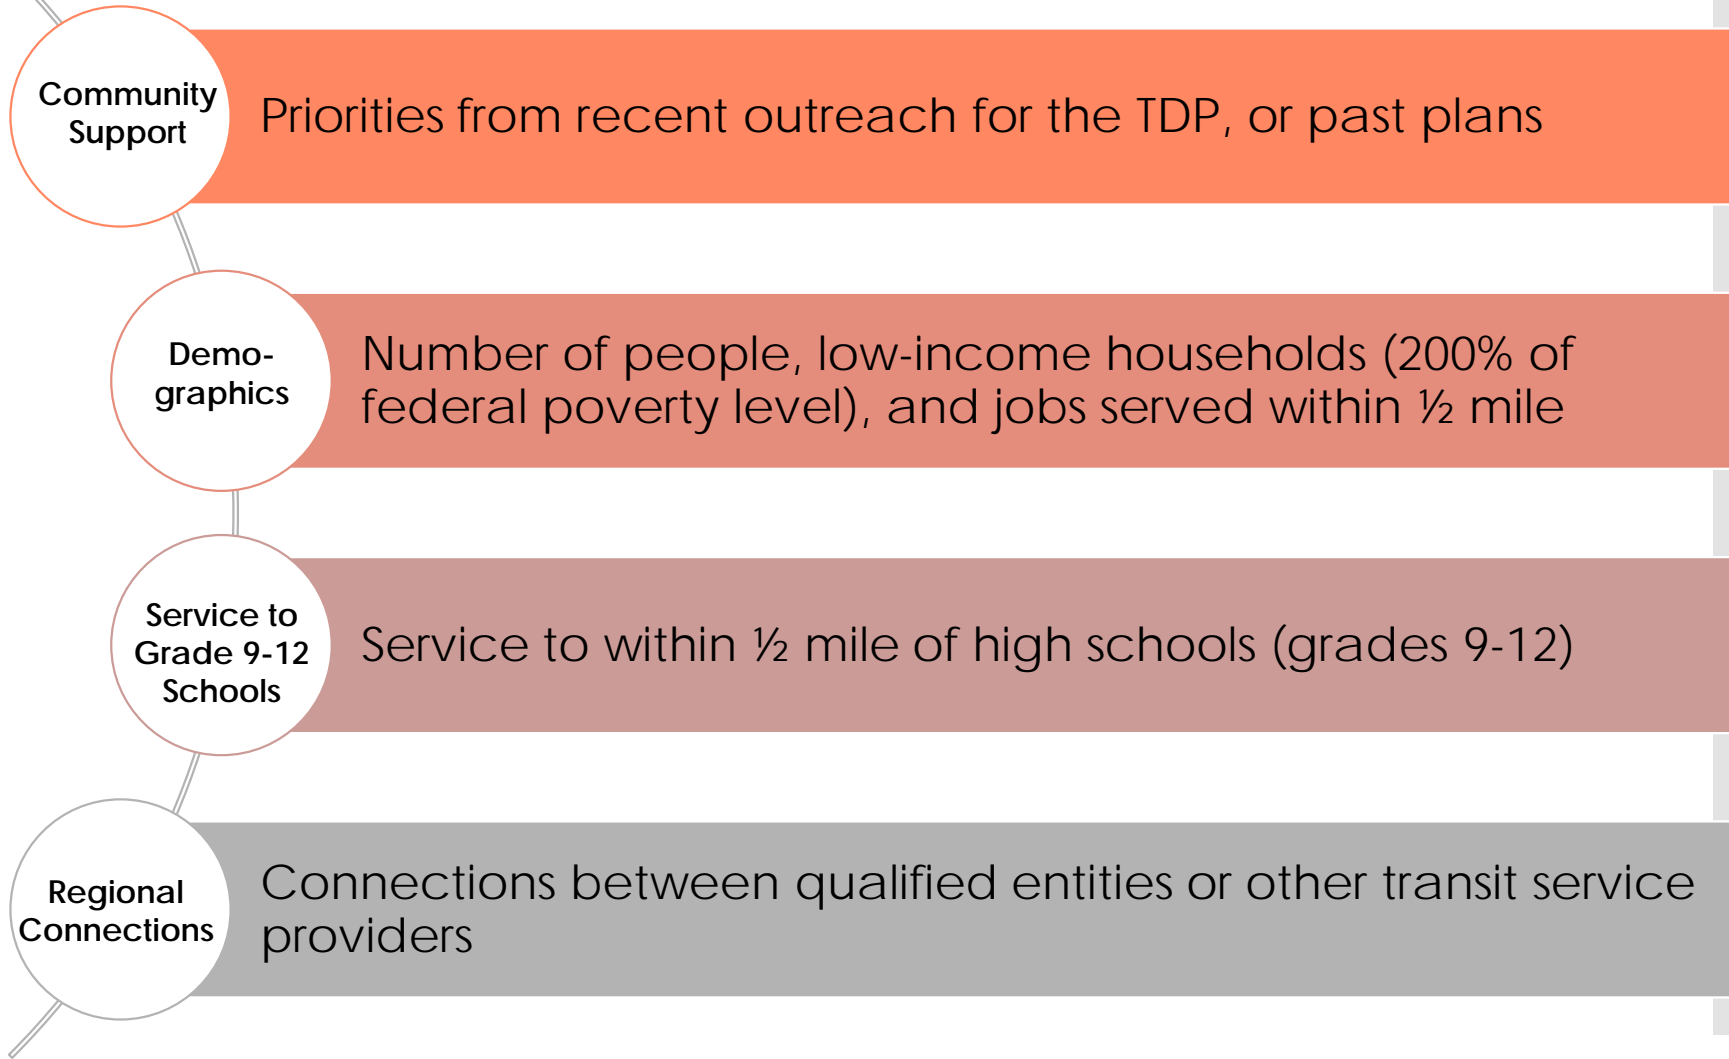 Community
Support
Priorities from recent outreach for the TDP, or past plans
Demo-
graphics
Number of people, low-income households (200% of
federal poverty level), and jobs served within ½ mile
Service to
Grade 9-12
Schools
Service to within ½ mile of high schools (grades 9-12)
Regional
Connections
Connections between qualified entities or other transit service
providers